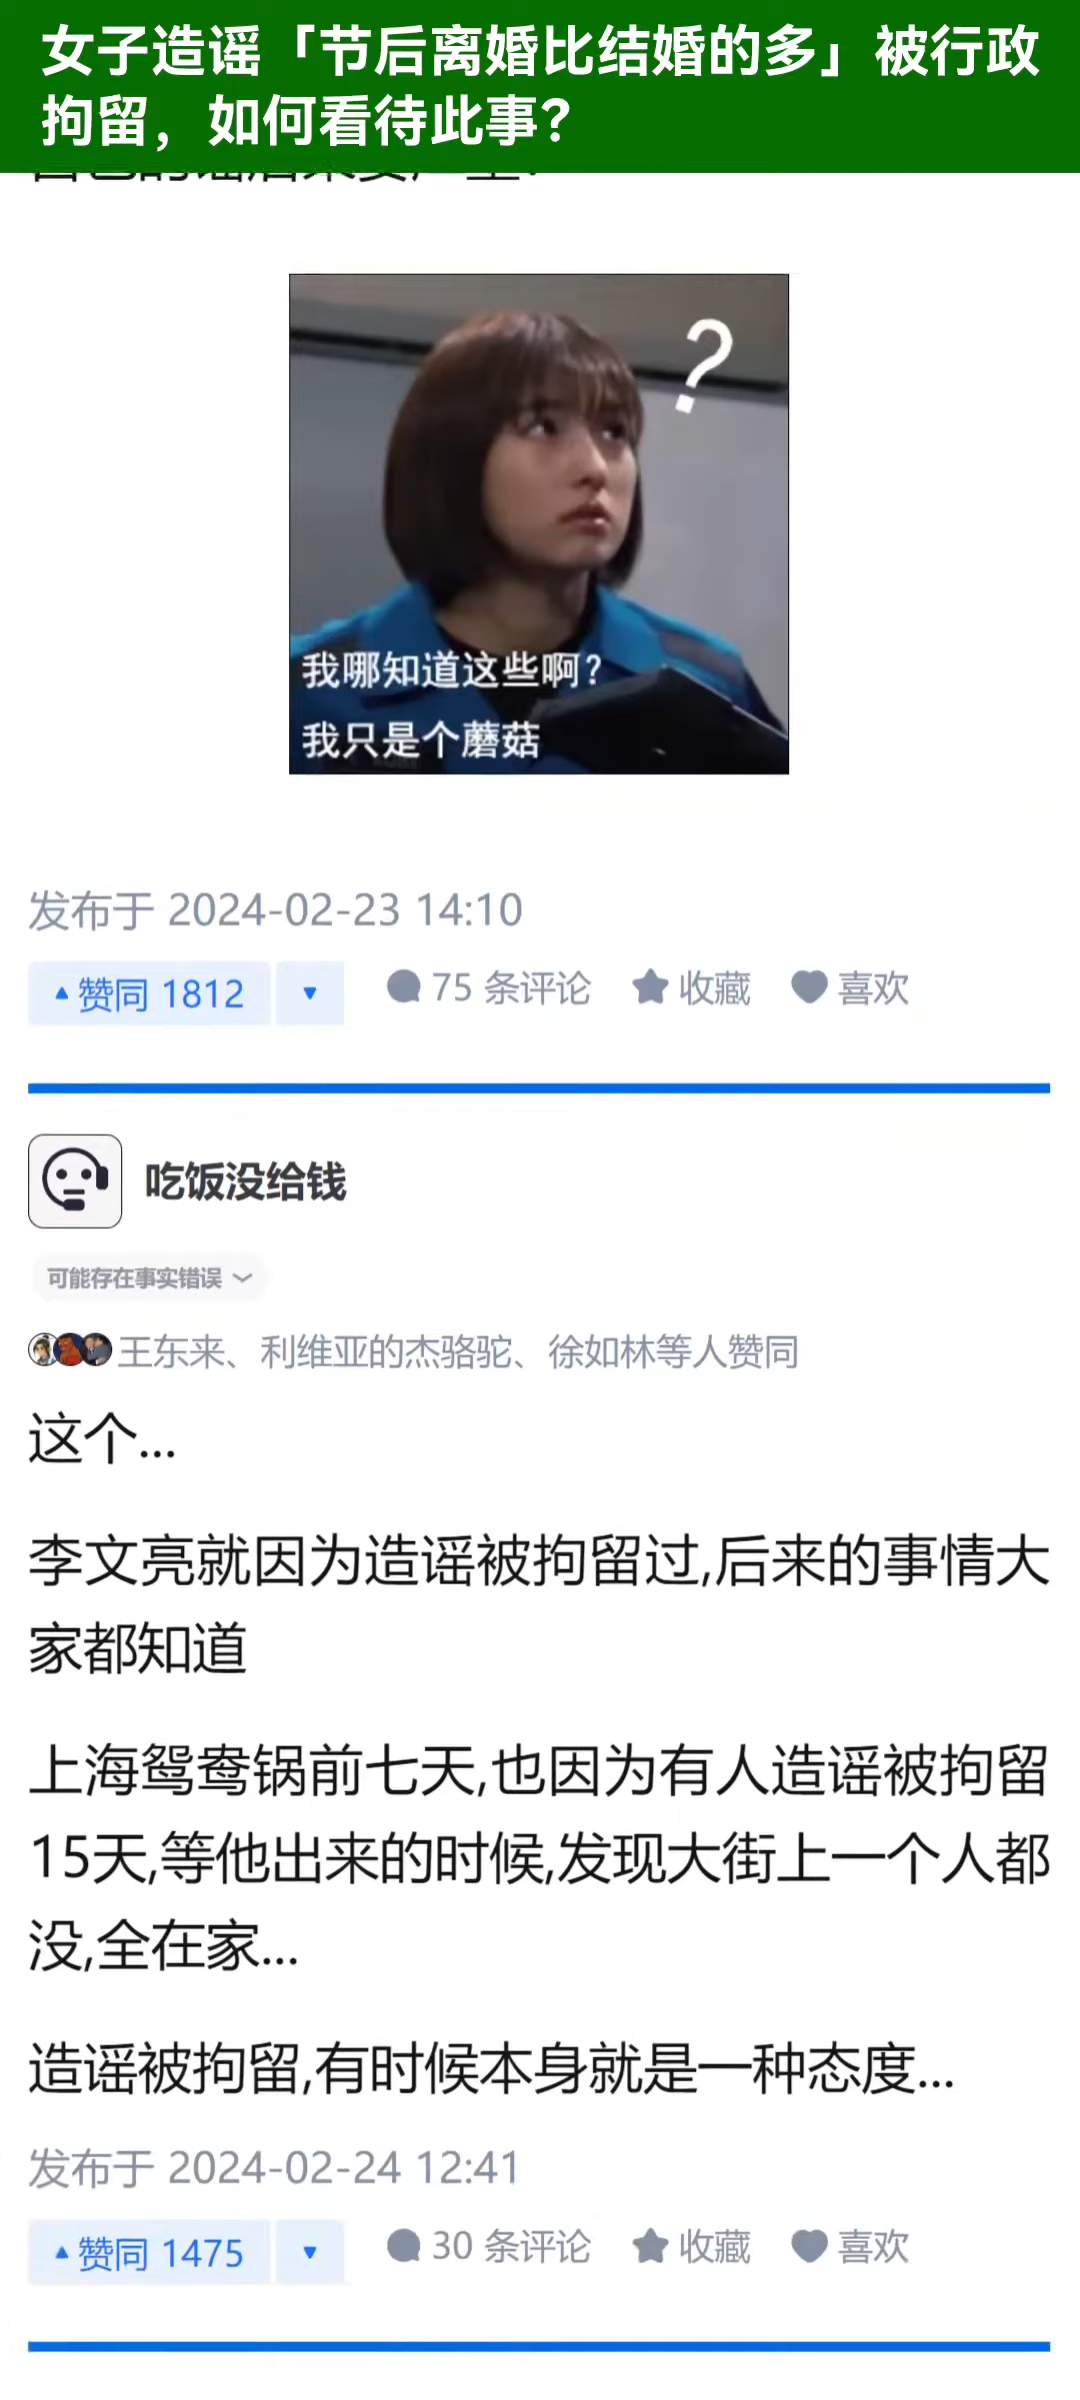 女子造谣「节后离婚比结婚的多」被行政
拘留，如何看待此事？
?
我哪知道这些啊?
我只是个蘑菇
发布于 2024-02-23 14:10
赞同 1812
75 条评论
收藏
喜欢
吃饭没给钱
可能存在事实错误
王东来、利维亚的杰骆驼、徐如林等人赞同
这个...
李文亮就因为造谣被拘留过,后来的事情大
家都知道
上海鸳鸯锅前七天,也因为有人造谣被拘留
15天,等他出来的时候,发现大街上一个人都
没,全在家...
造谣被拘留,有时候本身就是一种态度...
发布于 2024-02-24 12:41
赞同 1475
30 条评论
收藏
喜欢